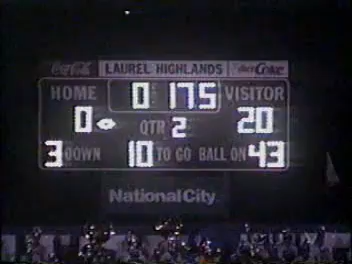 Coca-Cola LAUREL HIGHLANDS diet Coke
HOME 0 17.5 VISITOR
0 QTR 2 20
3 DOWN 10 TO GO BALL ON 43
National City